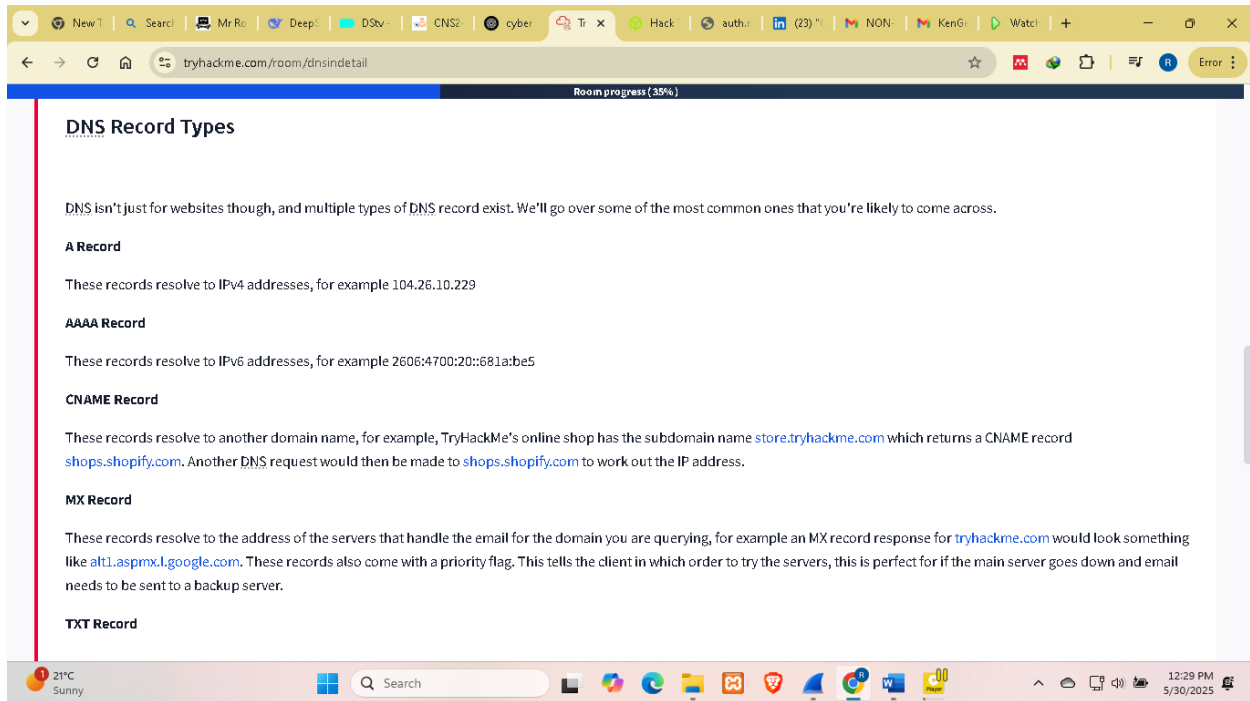 New T
Searcl
Mr Ro
DeepS
DStv -
CNS2-
cyber
Tr
Hack
auth.r
(23) "(
NON-
KenGe
Watcl
tryhackme.com/room/dnsindetail
R
Error
Room progress ( 35% )
DNS Record Types
DNS isn't just for websites though, and multiple types of DNS record exist. We'll go over some of the most common ones that you're likely to come across.
A Record
These records resolve to IPv4 addresses, for example 104.26.10.229
AAAA Record
These records resolve to IPv6 addresses, for example 2606:4700:20::681a:be5
CNAME Record
These records resolve to another domain name, for example, TryHackMe's online shop has the subdomain name store.tryhackme.com which returns a CNAME record
shops.shopify.com. Another DNS request would then be made to shops.shopify.com to work out the IP address.
MX Record
These records resolve to the address of the servers that handle the email for the domain you are querying, for example an MX record response for tryhackme.com would look something
like alt1.aspmx.l.google.com. These records also come with a priority flag. This tells the client in which order to try the servers, this is perfect for if the main server goes down and email
needs to be sent to a backup server.
TXT Record
1
21°C
Sunny
Search
Player
12:29 PM
5/30/2025